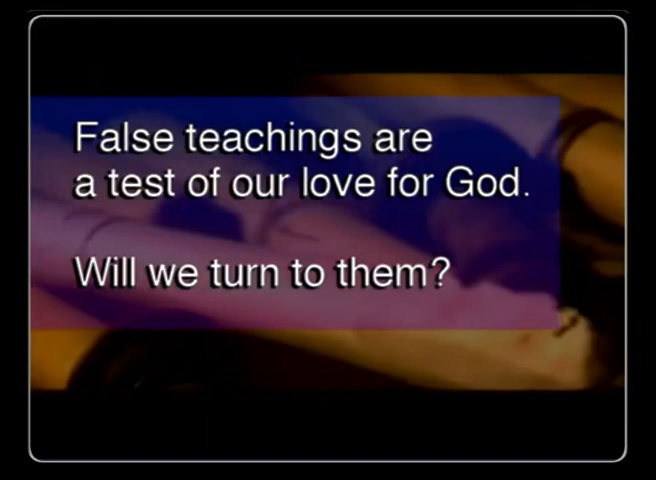 False teachings are
a test of our love for God.
Will we turn to them?